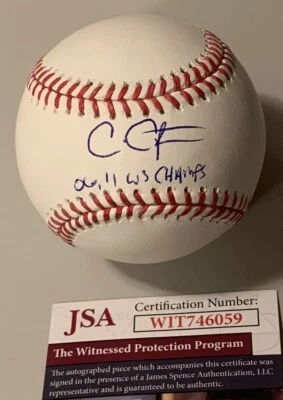 06, 11 WS CHAMPS
JSA
Certification Number:
WIT746059
The Witnessed Protection Program
The autographed piece which accompanies this certificate was
signed in the presence of a James Spence Authentication, LLC
representative and is guaranteed to be authentic.